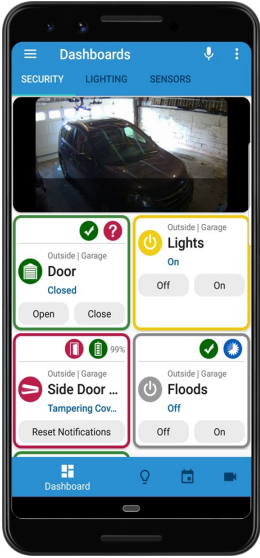 Dashboards
SECURITY LIGHTING SENSORS
?
Outside | Garage
Door
Closed
Open Close
Outside | Garage
Lights
On
Off On
99%
Outside | Garage
Side Door ...
Tampering Cov...
Reset Notifications
Outside | Garage
Floods
Off
Off On
Dashboard